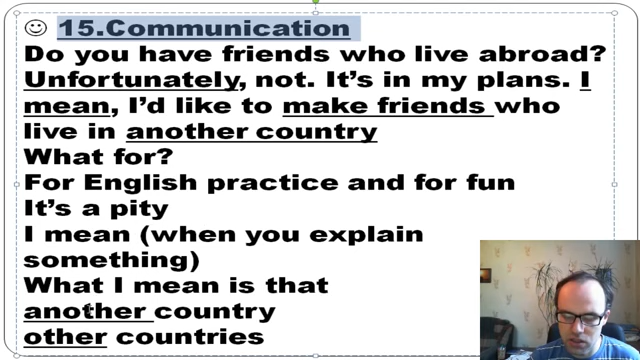 ☺ 15.Communication
Do you have friends who live abroad?
Unfortunately, not. It's in my plans. I
mean, I'd like to make friends who
live in another country
What for?
For English practice and for fun
It's a pity
I mean (when you explain
something)
What I mean is that
another country
other countries